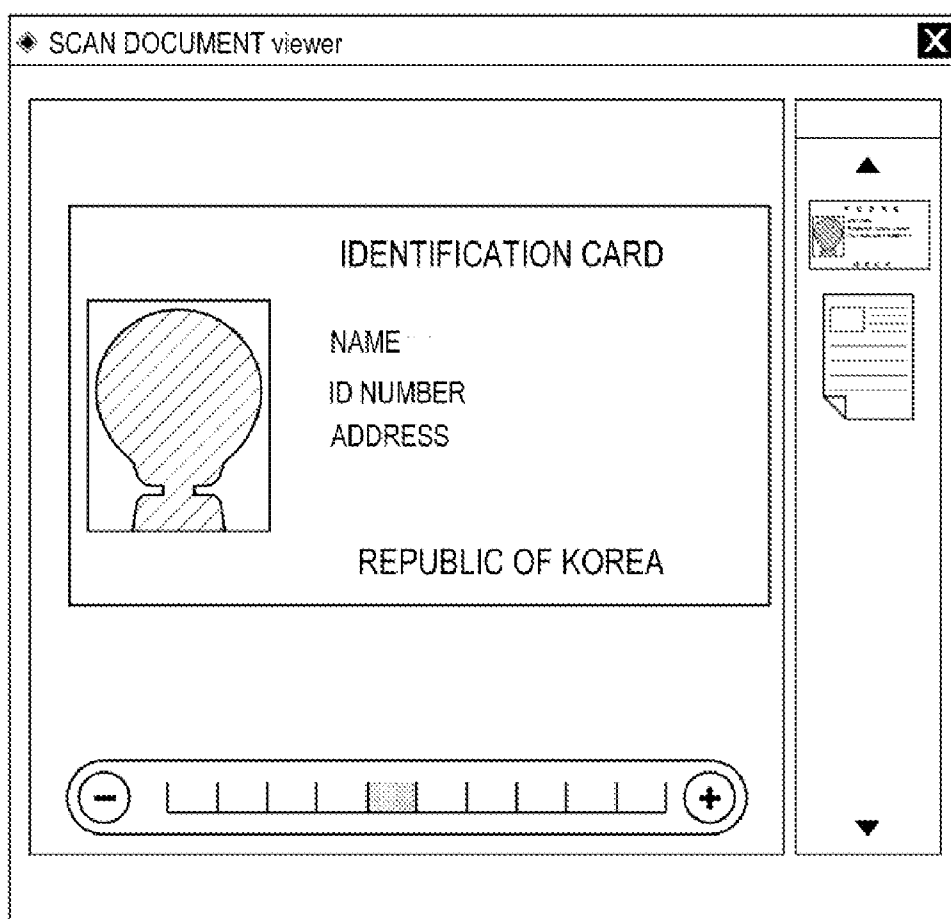 SCAN DOCUMENT viewer
X
IDENTIFICATION CARD
NAME
ID NUMBER
ADDRESS
REPUBLIC OF KOREA